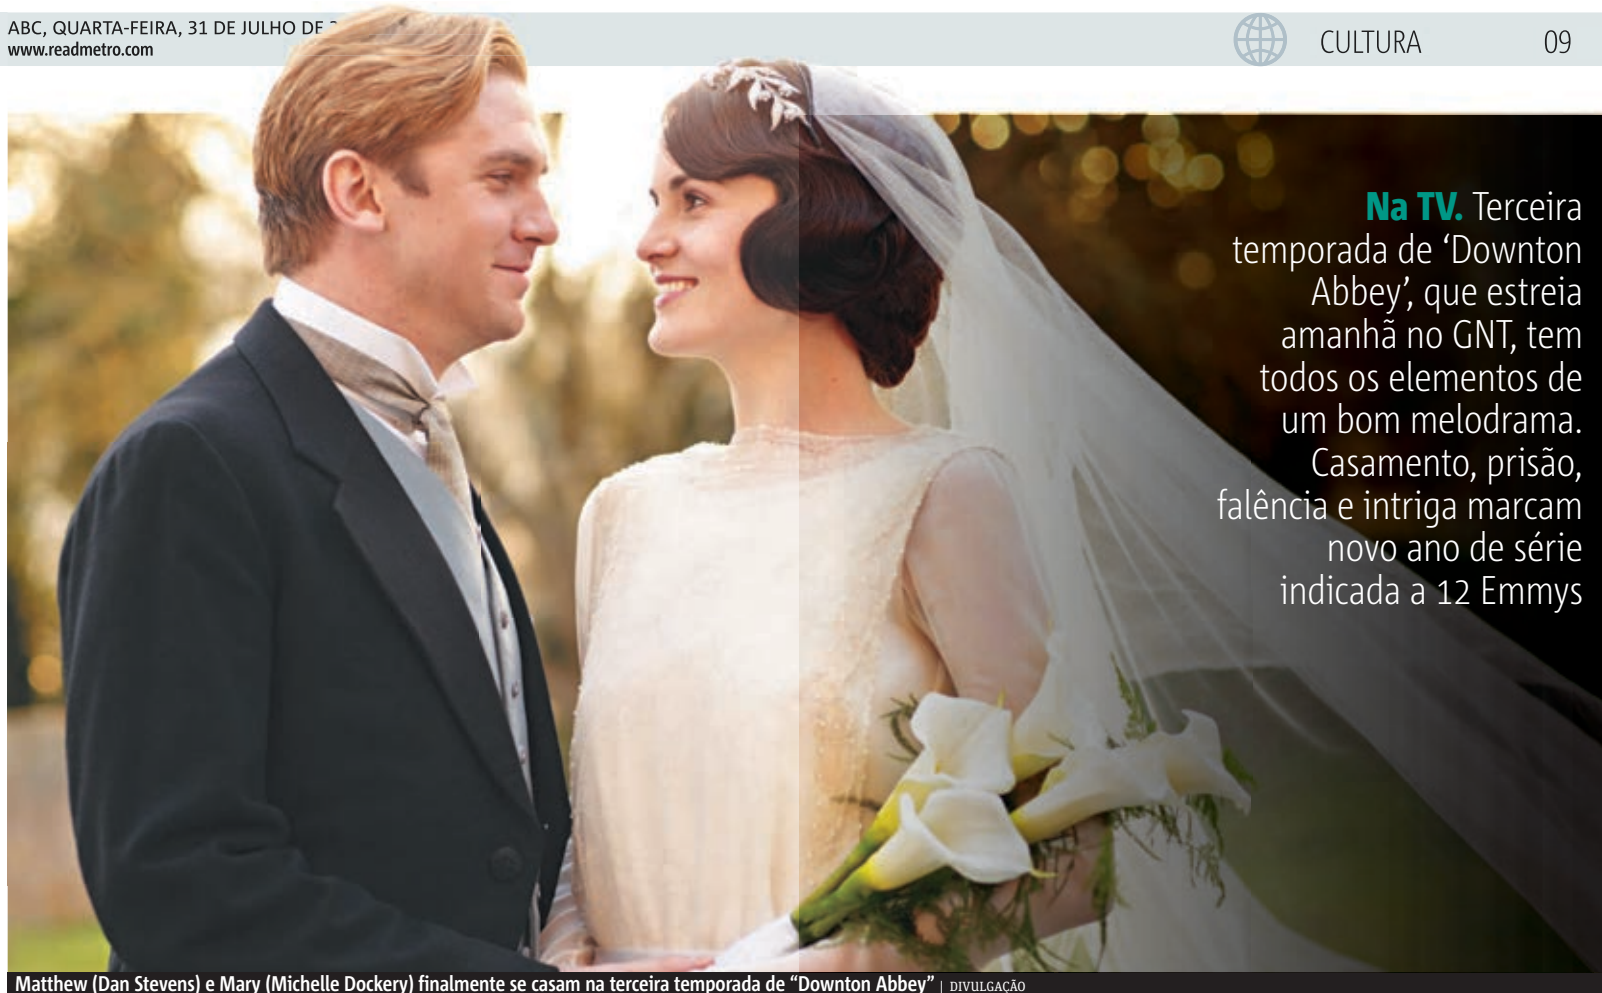 ABC, QUARTA-FEIRA, 31 DE JULHO DE
www.readmetro.com
CULTURA 09
Na TV. Terceira
temporada de ‘Downton
Abbey’, que estreia
amanhã no GNT, tem
todos os elementos de
um bom melodrama.
Casamento, prisão,
falência e intriga marcam
novo ano de série
indicada a 12 Emmys
Matthew (Dan Stevens) e Mary (Michelle Dockery) finalmente se casam na terceira temporada de “Downton Abbey” | DIVULGAÇÃO